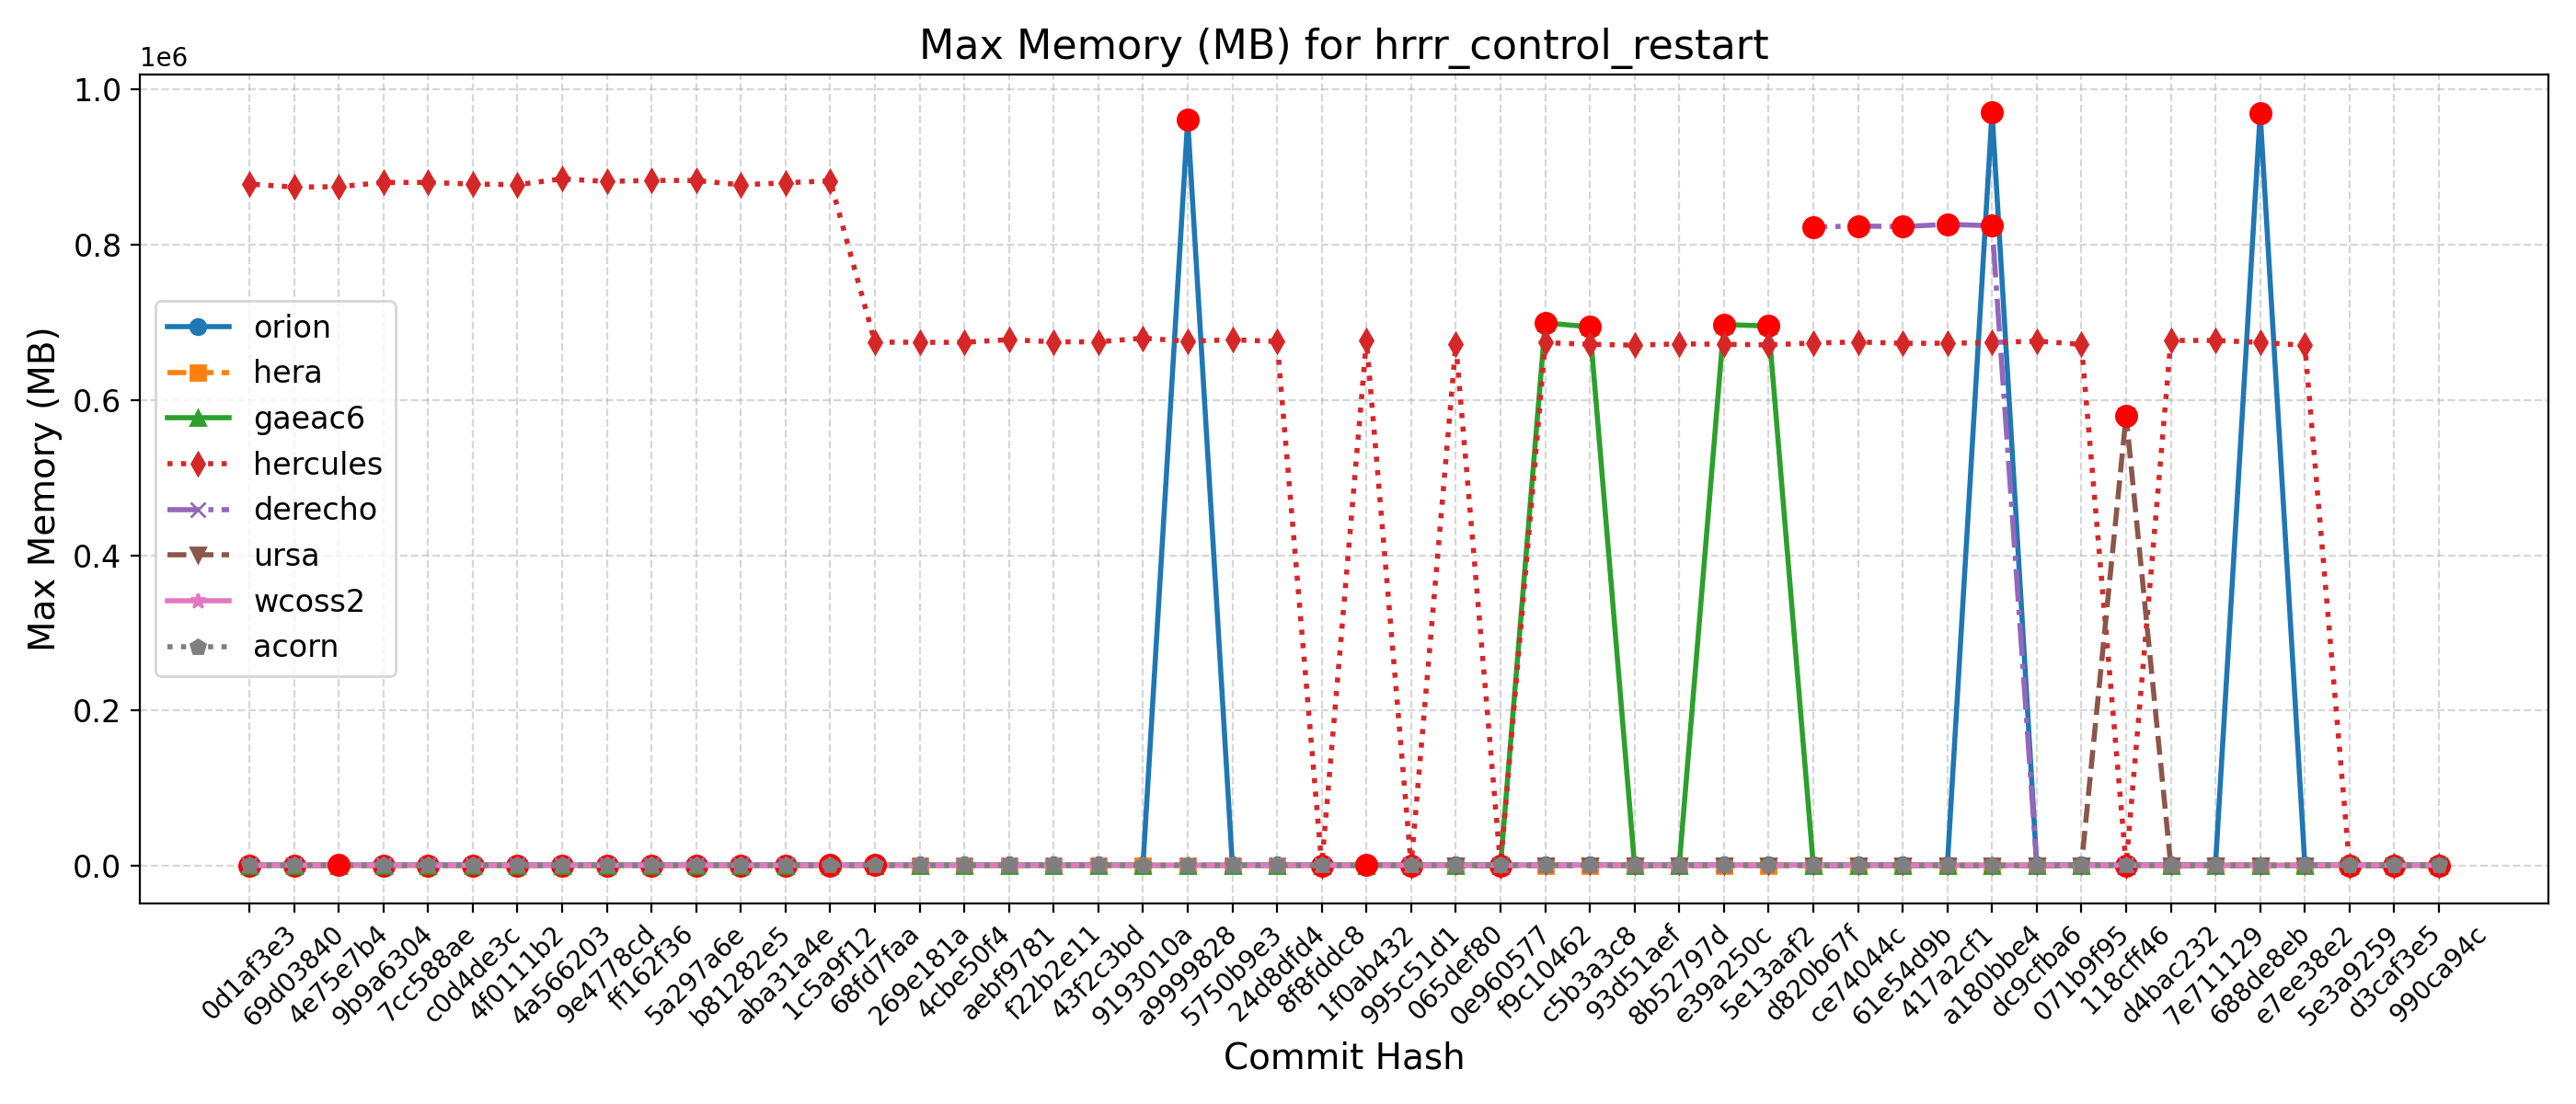 Max Memory (MB) for hrrr_control_restart
1e6
1.0
0.8
0.6
0.4
0.2
0.0
Max Memory (MB)
orion
hera
gaeac6
hercules
derecho
ursa
wcoss2
acorn
0d1af3e3
69d03840
4e75e7b4
9b9a6304
7cc588ae
c0d4de3c
4f0111b2
4a566203
9e4778cd
ff162f36
5a297a6e
b81282e5
aba31a4e
1c5a9f12
68fd7faa
269e181a
4cbe50f4
aebf9781
f22b2e11
43f2c3bd
9193010a
a9999828
5750b9e3
24d8dfd4
8f8fddc8
1f0ab432
995c51d1
065def80
0e960577
f9c10462
c5b3a3c8
93d51aef
8b52797d
e39a250c
5e13aaf2
d820b67f
ce74044c
61e54d9b
417a2cf1
a180bbe4
dc9cfba6
071b9f95
118cff46
d4bac232
7e711129
688de8eb
e7ee38e2
5e3a9259
d3caf3e5
990ca94c
Commit Hash